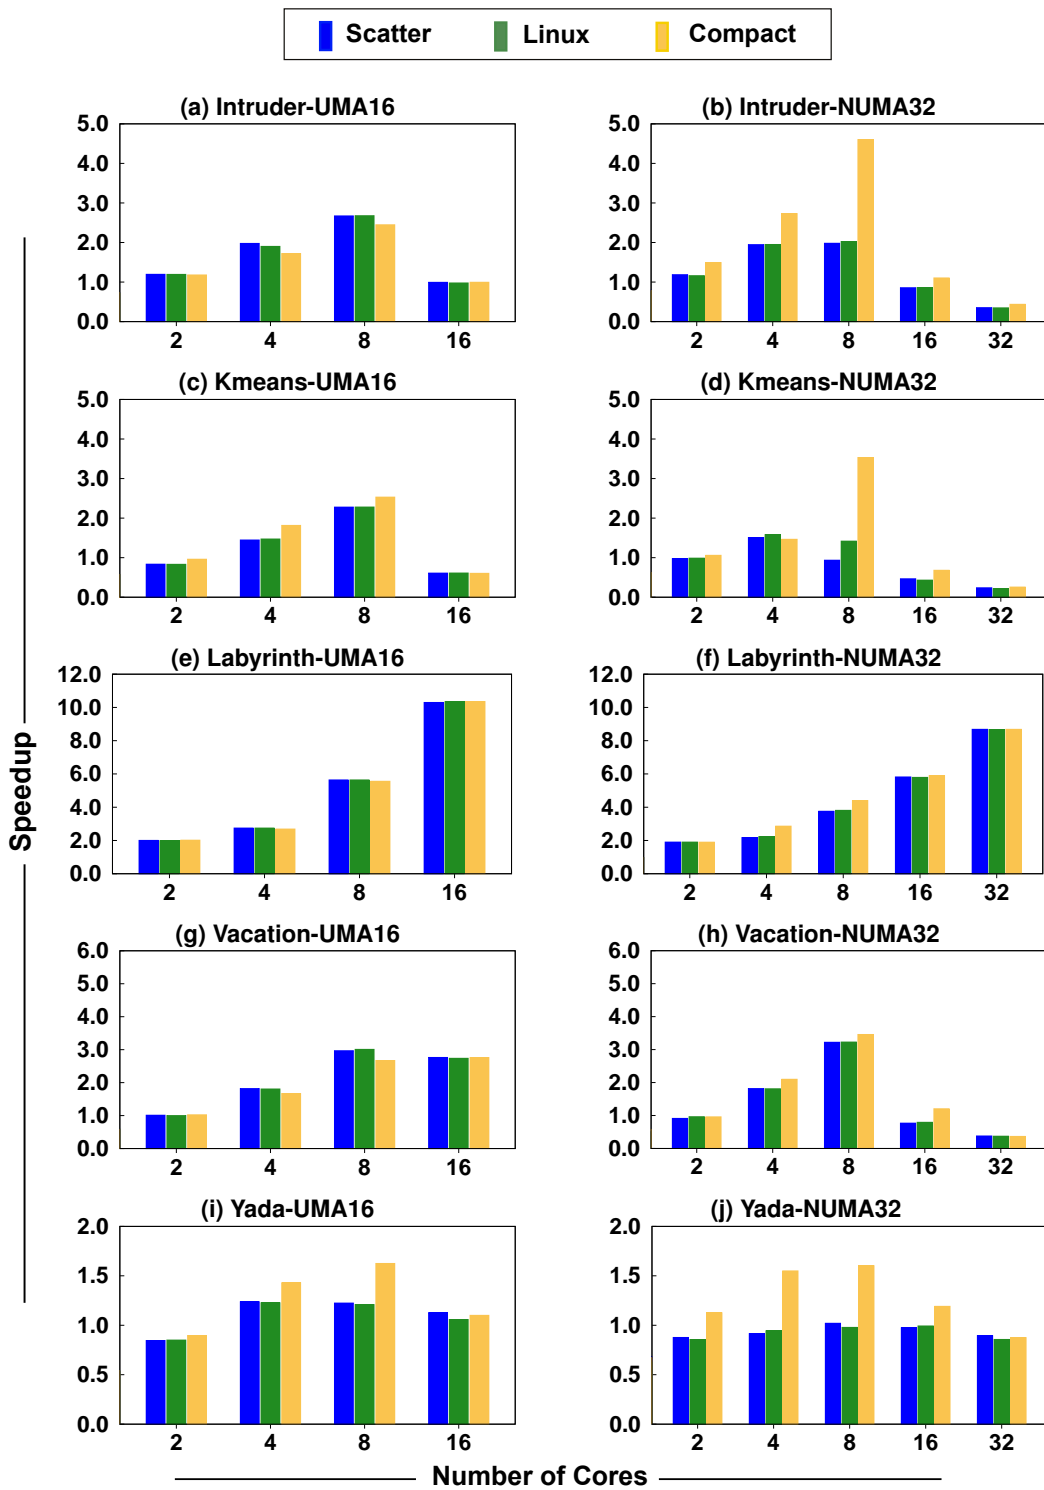 Scatter Linux Compact
(a) Intruder-UMA16
5.0
4.0
3.0
2.0
1.0
0.0
2 4 8 16
(b) Intruder-NUMA32
5.0
4.0
3.0
2.0
1.0
0.0
2 4 8 16 32
(c) Kmeans-UMA16
5.0
4.0
3.0
2.0
1.0
0.0
2 4 8 16
(d) Kmeans-NUMA32
5.0
4.0
3.0
2.0
1.0
0.0
2 4 8 16 32
(e) Labyrinth-UMA16
12.0
10.0
8.0
6.0
4.0
2.0
0.0
2 4 8 16
(f) Labyrinth-NUMA32
12.0
10.0
8.0
6.0
4.0
2.0
0.0
2 4 8 16 32
(g) Vacation-UMA16
6.0
5.0
4.0
3.0
2.0
1.0
0.0
2 4 8 16
(h) Vacation-NUMA32
6.0
5.0
4.0
3.0
2.0
1.0
0.0
2 4 8 16 32
(i) Yada-UMA16
2.0
1.5
1.0
0.5
0.0
2 4 8 16
(j) Yada-NUMA32
2.0
1.5
1.0
0.5
0.0
2 4 8 16 32
Speedup
Number of Cores